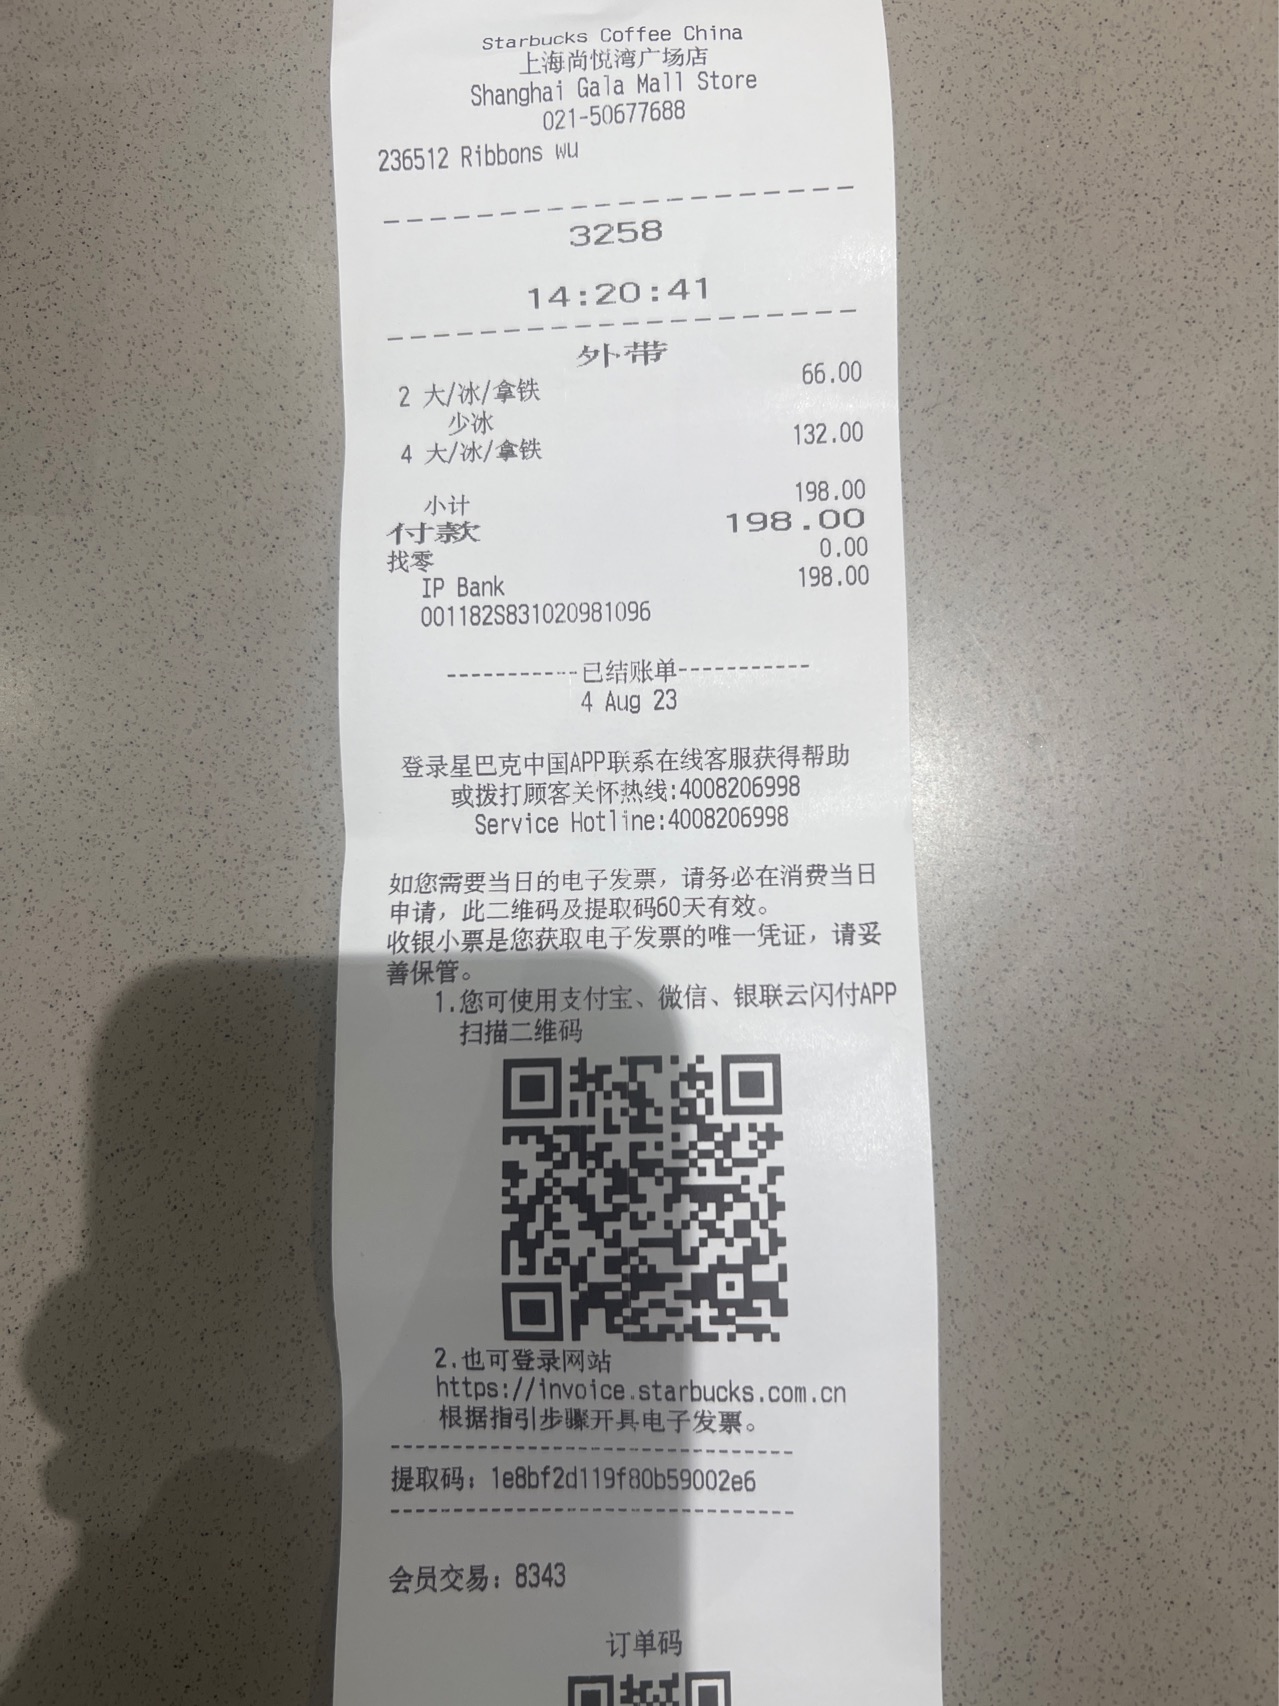 Starbucks Coffee China
上海尚悦湾广场店
Shanghai Gala Mall Store
021-50677688
236512 Ribbons wu
3258
14:20:41
外带
2 大/冰/拿铁 66.00
少冰
4 大/冰/拿铁 132.00
小计 198.00
付款 198.00
找零 0.00
IP Bank 198.00
001182S831020981096
-----------已结账单-----------
4 Aug 23
登录星巴克中国APP联系在线客服获得帮助
或拨打顾客关怀热线:4008206998
Service Hotline:4008206998
如您需要当日的电子发票，请务必在消费当日
申请，此二维码及提取码60天有效。
收银小票是您获取电子发票的唯一凭证，请妥
善保管。
1.您可使用支付宝、微信、银联云闪付APP
扫描二维码
2.也可登录网站
https://invoice.starbucks.com.cn
根据指引步骤开具电子发票。
提取码：1e8bf2d119f80b59002e6
会员交易：8343
订单码